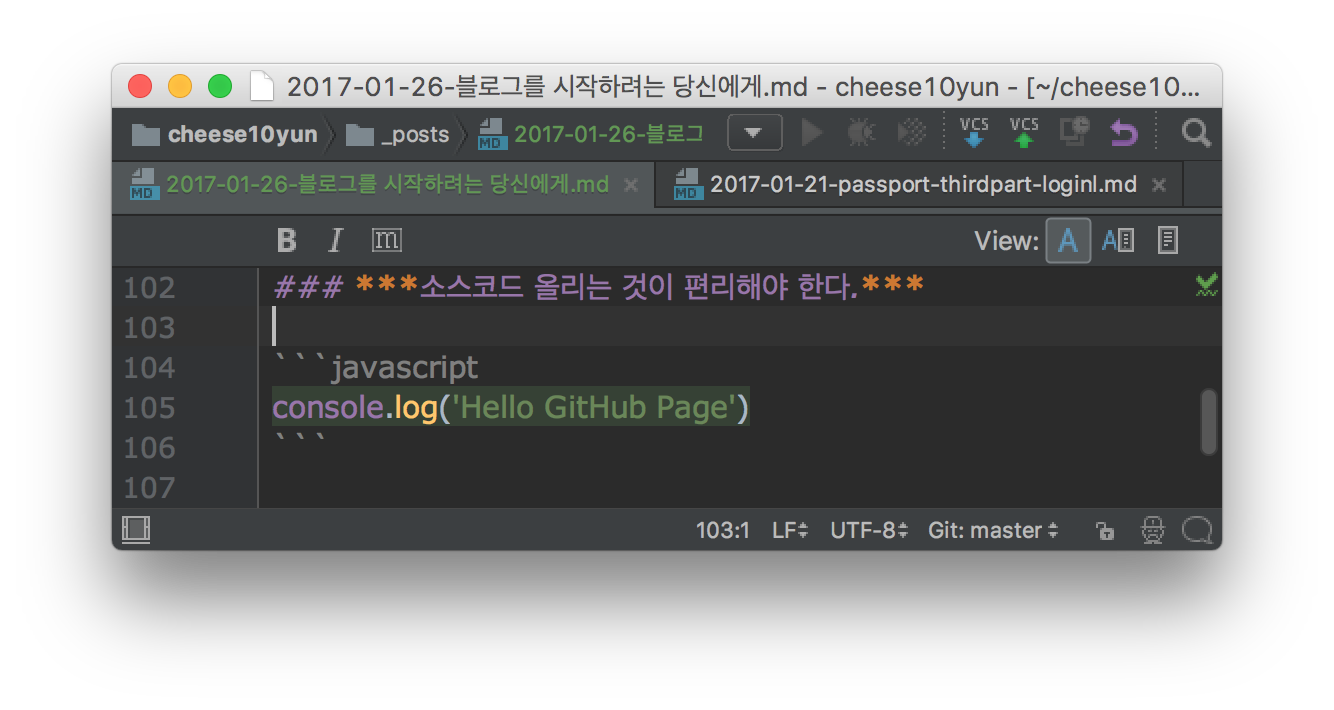 2017-01-26-블로그를 시작하려는 당신에게.md - cheese10yun - [~/cheese10...
cheese10yun _posts MD 2017-01-26-블로그 VCS VCS
MD 2017-01-26-블로그를 시작하려는 당신에게.md MD 2017-01-21-passport-thirdpart-loginl.md
B I m View: A A
102 ### ***소스코드 올리는 것이 편리해야 한다.***
103
104 ```javascript
105 console.log('Hello GitHub Page')
106 ```
107
103:1 LF UTF-8 Git: master